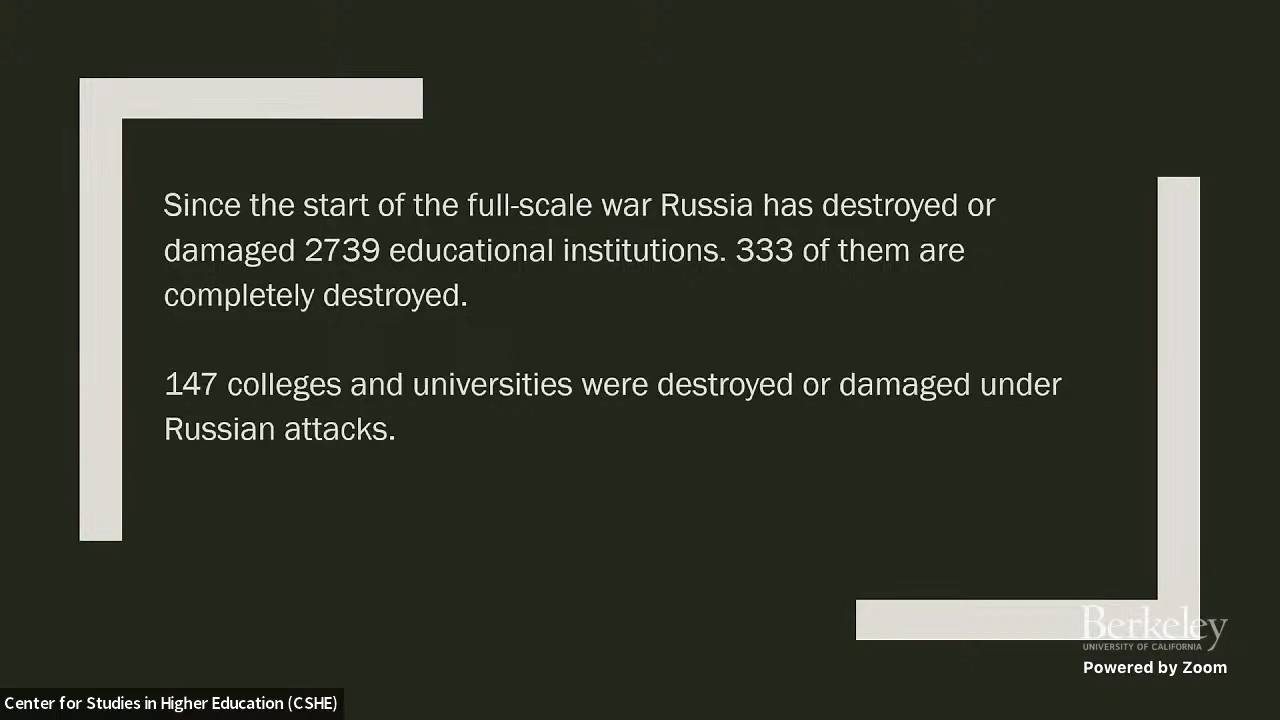 Since the start of the full-scale war Russia has destroyed or
damaged 2739 educational institutions. 333 of them are
completely destroyed.
147 colleges and universities were destroyed or damaged under
Russian attacks.
Berkeley
UNIVERSITY OF CALIFORNIA
Powered by Zoom
Center for Studies in Higher Education (CSHE)